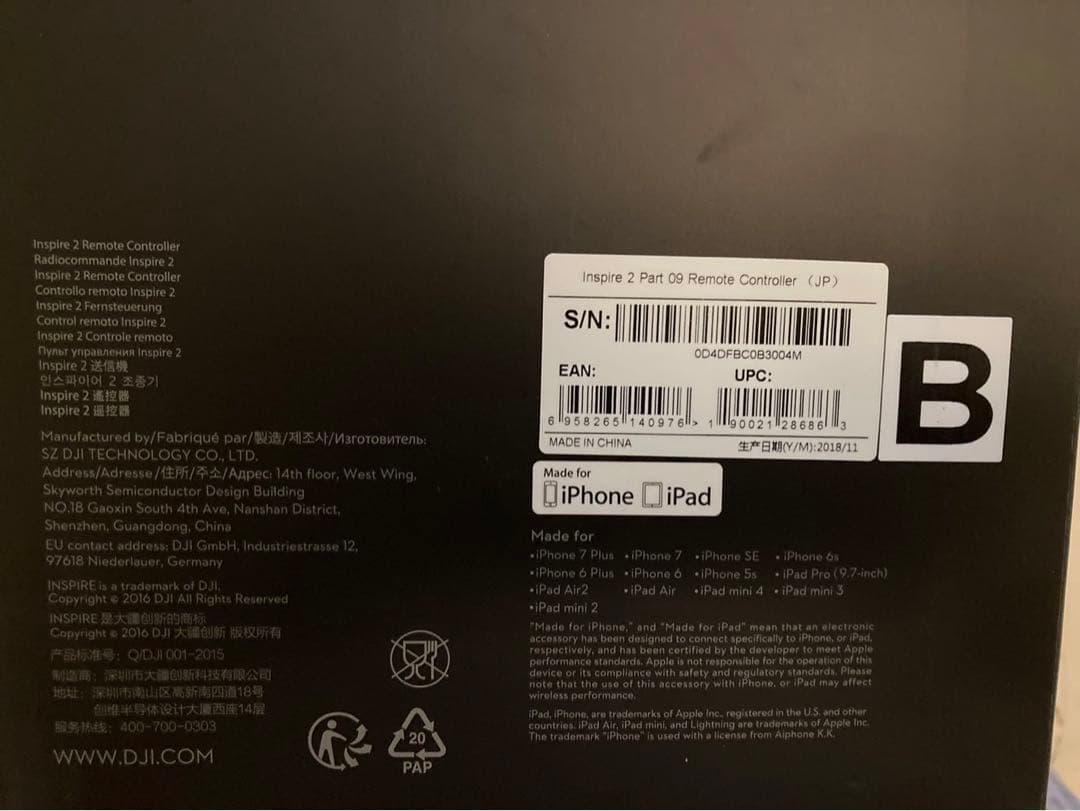 Inspire 2 Remote Controller
Radiocommande Inspire 2
Inspire 2 Remote Controller
Controllo remoto Inspire 2
Inspire 2 Fernsteuerung
Control remoto Inspire 2
Inspire 2 Controle remoto
Пульт управления Inspire 2
Inspire 2 送信機
인스파이어 2 조종기
Inspire 2 遙控器
Inspire 2 遥控器
Manufactured by/Fabriqué par/製造/제조사/Изготовитель:
SZ DJI TECHNOLOGY CO., LTD.
Address/Adresse/住所/주소/Адрес: 14th floor, West Wing,
Skyworth Semiconductor Design Building
NO.18 Gaoxin South 4th Ave, Nanshan District,
Shenzhen, Guangdong, China
EU contact address: DJI GmbH, Industriestrasse 12,
97618 Niederlauer, Germany
INSPIRE is a trademark of DJI.
Copyright © 2016 DJI All Rights Reserved
INSPIRE 是大疆创新的商标
Copyright © 2016 DJI 大疆创新 版权所有
产品标准号: Q/DJI 001-2015
制造商: 深圳市大疆创新科技有限公司
地址: 深圳市南山区高新南四道18号
创维半导体设计大厦西座14层
服务热线: 400-700-0303
WWW.DJI.COM
20
PAP
Inspire 2 Part 09 Remote Controller （JP）
S/N:
0D4DFBC0B3004M
EAN: UPC:
6 958265 140976 > 1 90021 28686 3
MADE IN CHINA 生产日期(Y/M):2018/11
B
Made for
iPhone iPad
Made for
•iPhone 7 Plus •iPhone 7 •iPhone SE •iPhone 6s
•iPhone 6 Plus •iPhone 6 •iPhone 5s •iPad Pro (9.7-inch)
•iPad Air2 •iPad Air •iPad mini 4 •iPad mini 3
•iPad mini 2
"Made for iPhone," and "Made for iPad" mean that an electronic
accessory has been designed to connect specifically to iPhone, or iPad,
respectively, and has been certified by the developer to meet Apple
performance standards. Apple is not responsible for the operation of this
device or its compliance with safety and regulatory standards. Please
note that the use of this accessory with iPhone, or iPad may affect
wireless performance.
iPad, iPhone, are trademarks of Apple Inc., registered in the U.S. and other
countries. iPad Air, iPad mini, and Lightning are trademarks of Apple Inc.
The trademark "iPhone" is used with a license from Aiphone K.K.